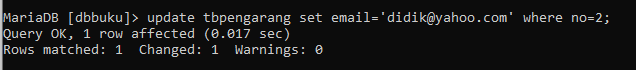 MariaDB [dbbuku]> update tbpengarang set email='didik@yahoo.com' where no=2;
Query OK, 1 row affected (0.017 sec)
Rows matched: 1  Changed: 1  Warnings: 0